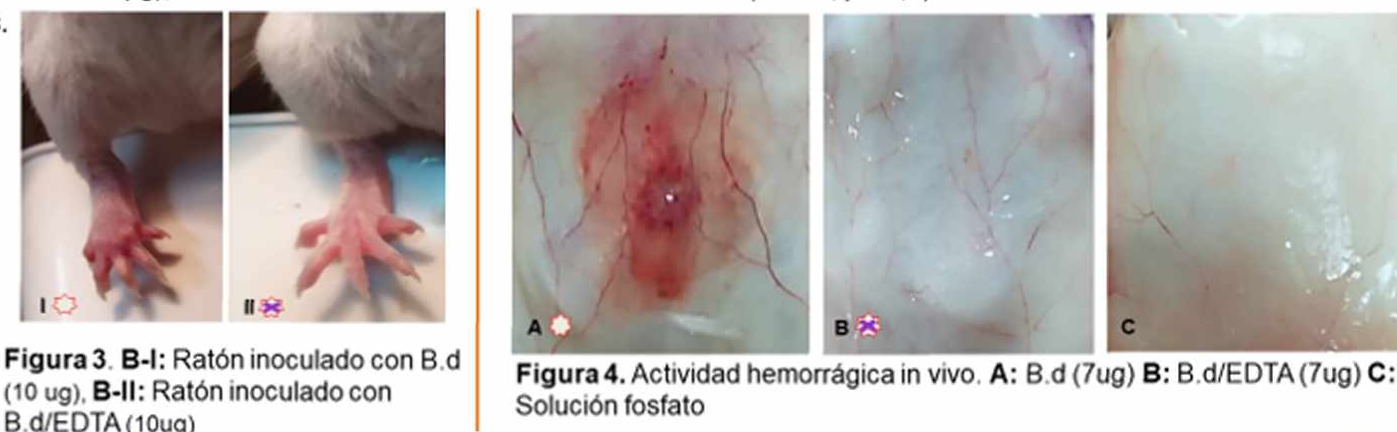 I
II
Figura 3. B-I: Ratón inoculado con B.d
(10 ug), B-II: Ratón inoculado con
B.d/EDTA (10ug)
A
B
C
Figura 4. Actividad hemorrágica in vivo. A: B.d (7ug) B: B.d/EDTA (7ug) C:
Solución fosfato